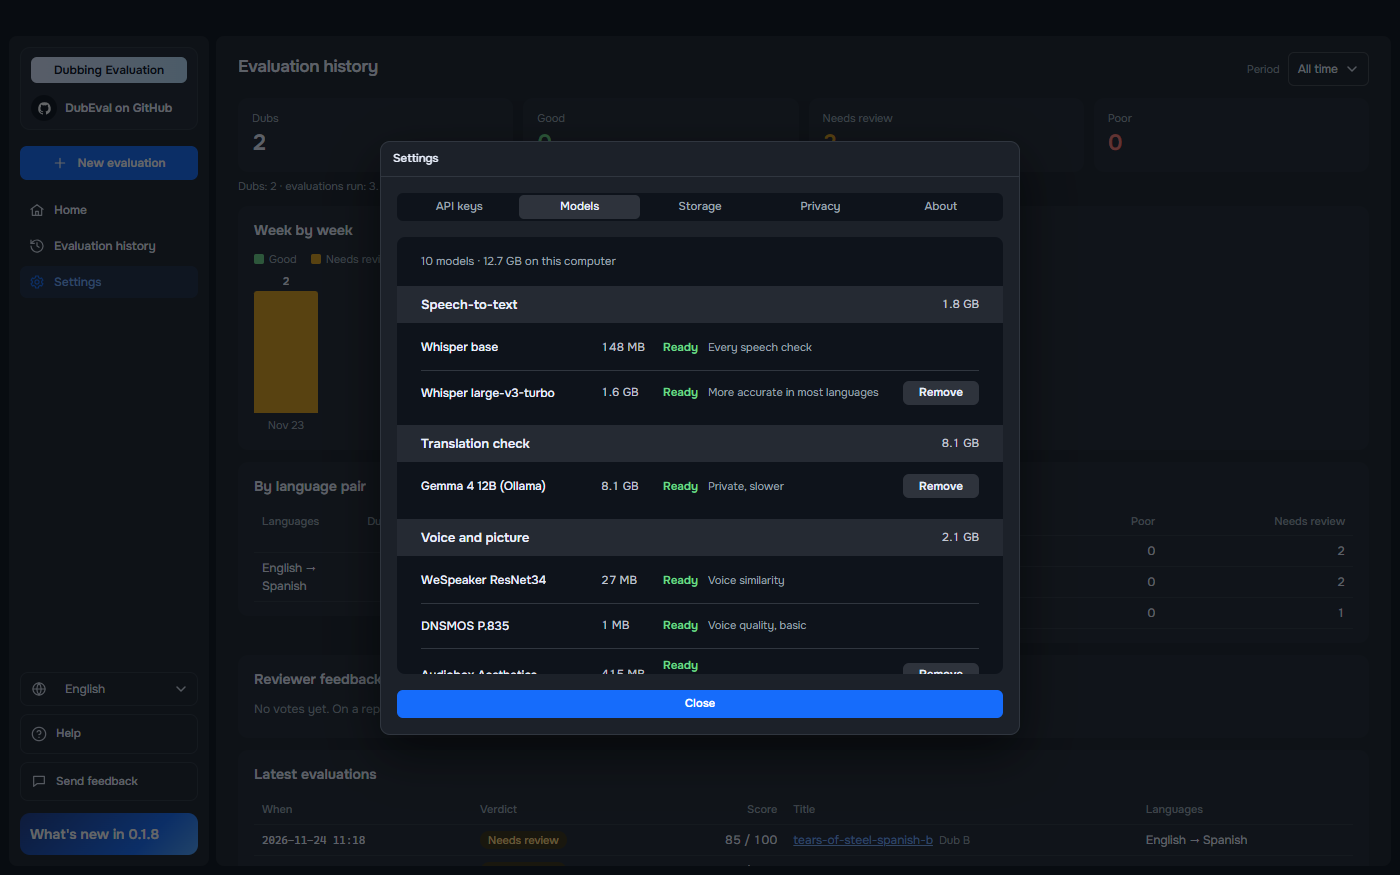 Dubbing Evaluation
DubEval on GitHub
New evaluation
Home
Evaluation history
Settings
English
Help
Send feedback
What's new in 0.1.8
Evaluation history
Period
All time
Dubs
2
Good
0
Needs review
2
Poor
0
Dubs: 2 · evaluations run: 3.
Week by week
Good
Needs revi
2
Nov 23
By language pair
Languages
Du
Poor
Needs review
English →
Spanish
0
2
0
2
0
1
Reviewer feedback
No votes yet. On a rep
Latest evaluations
When
Verdict
Score
Title
Languages
2026-11-24 11:18
Needs review
85 / 100
tears-of-steel-spanish-b Dub B
English → Spanish
Settings
API keys
Models
Storage
Privacy
About
10 models · 12.7 GB on this computer
Speech-to-text
1.8 GB
Whisper base
148 MB
Ready
Every speech check
Whisper large-v3-turbo
1.6 GB
Ready
More accurate in most languages
Remove
Translation check
8.1 GB
Gemma 4 12B (Ollama)
8.1 GB
Ready
Private, slower
Remove
Voice and picture
2.1 GB
WeSpeaker ResNet34
27 MB
Ready
Voice similarity
DNSMOS P.835
1 MB
Ready
Voice quality, basic
Audiobox Aesthetics
415 MB
Ready
Remove
Close